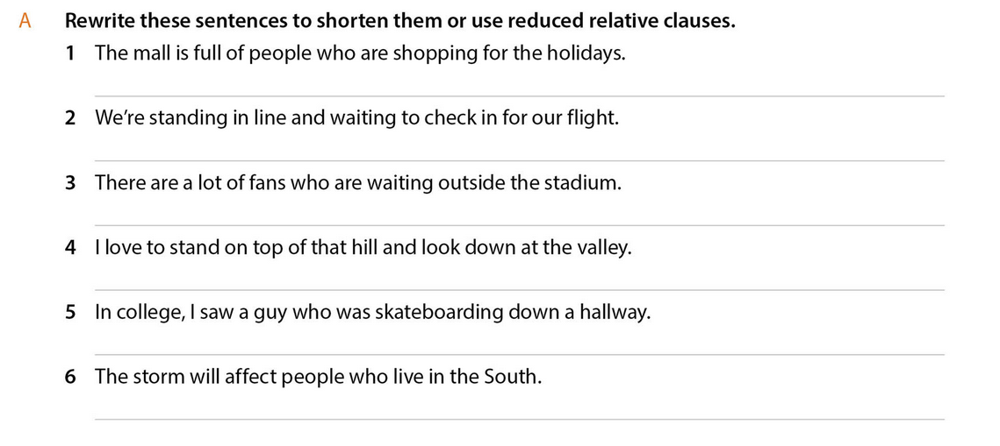 A Rewrite these sentences to shorten them or use reduced relative clauses.
1 The mall is full of people who are shopping for the holidays.
2 We’re standing in line and waiting to check in for our flight.
3 There are a lot of fans who are waiting outside the stadium.
4 I love to stand on top of that hill and look down at the valley.
5 In college, I saw a guy who was skateboarding down a hallway.
6 The storm will affect people who live in the South.